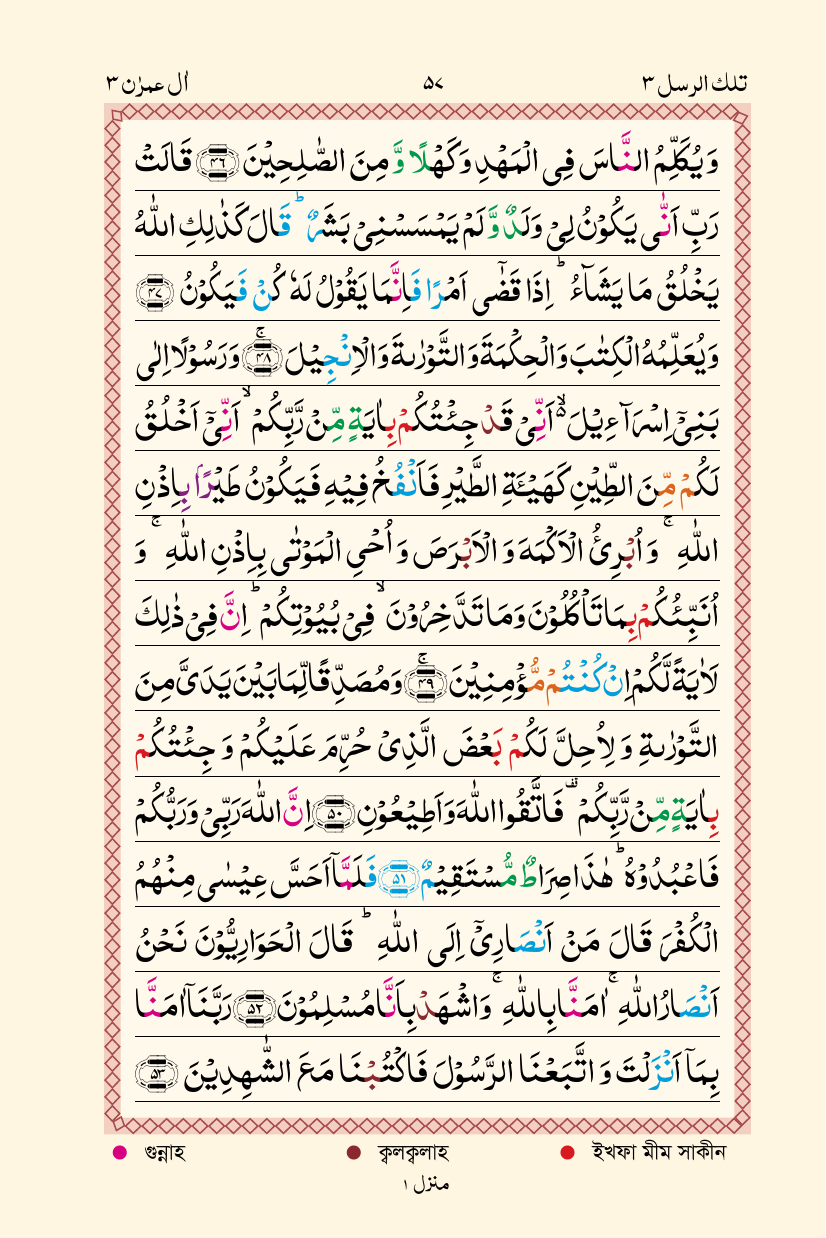 تلك الرسل ٣ ٥٧ اٰل عمرٰن ٣
وَيُكَلِّمُ النَّاسَ فِى الْمَهْدِ وَكَهْلًا وَّ مِنَ الصّٰلِحِيْنَ ﴿٤٦﴾ قَالَتْ
رَبِّ اَنّٰى يَكُوْنُ لِىْ وَلَدٌ وَّ لَمْ يَمْسَسْنِىْ بَشَرٌ ؕ قَالَ كَذٰلِكِ اللّٰهُ
يَخْلُقُ مَا يَشَآءُ ؕ اِذَا قَضٰٓى اَمْرًا فَاِنَّمَا يَقُوْلُ لَهٗ كُنْ فَيَكُوْنُ ﴿٤٧﴾
وَيُعَلِّمُهُ الْكِتٰبَ وَالْحِكْمَةَ وَالتَّوْرٰىةَ وَالْاِنْجِيْلَ ۚ﴿٤٨﴾ وَرَسُوْلًا اِلٰى
بَنِىْٓ اِسْرَآءِيْلَ ۙ۬ اَنِّىْ قَدْ جِئْتُكُمْ بِاٰيَةٍ مِّنْ رَّبِّكُمْ ۙ اَنِّىْٓ اَخْلُقُ
لَكُمْ مِّنَ الطِّيْنِ كَهَيْــَٔةِ الطَّيْرِ فَاَنْفُخُ فِيْهِ فَيَكُوْنُ طَيْرًۢا بِاِذْنِ
اللّٰهِ ۚ وَ اُبْرِئُ الْاَكْمَهَ وَ الْاَبْرَصَ وَ اُحْىِ الْمَوْتٰى بِاِذْنِ اللّٰهِ ۚ وَ
اُنَبِّئُكُمْ بِمَا تَاْكُلُوْنَ وَمَا تَدَّخِرُوْنَ ۙ فِىْ بُيُوْتِكُمْ ؕ اِنَّ فِىْ ذٰلِكَ
لَاٰيَةً لَّكُمْ اِنْ كُنْتُمْ مُّؤْمِنِيْنَ ۚ﴿٤٩﴾ وَمُصَدِّقًا لِّمَا بَيْنَ يَدَىَّ مِنَ
التَّوْرٰىةِ وَ لِاُحِلَّ لَكُمْ بَعْضَ الَّذِىْ حُرِّمَ عَلَيْكُمْ وَ جِئْتُكُمْ
بِاٰيَةٍ مِّنْ رَّبِّكُمْ ۟ فَاتَّقُوا اللّٰهَ وَاَطِيْعُوْنِ ﴿٥٠﴾ اِنَّ اللّٰهَ رَبِّىْ وَرَبُّكُمْ
فَاعْبُدُوْهُ ؕ هٰذَا صِرَاطٌ مُّسْتَقِيْمٌ ﴿٥١﴾ فَلَمَّآ اَحَسَّ عِيْسٰى مِنْهُمُ
الْكُفْرَ قَالَ مَنْ اَنْصَارِىْٓ اِلَى اللّٰهِ ؕ قَالَ الْحَوَارِيُّوْنَ نَحْنُ
اَنْصَارُ اللّٰهِ ۚ اٰمَنَّا بِاللّٰهِ ۚ وَاشْهَدْ بِاَنَّا مُسْلِمُوْنَ ﴿٥٢﴾ رَبَّنَآ اٰمَنَّا
بِمَآ اَنْزَلْتَ وَ اتَّبَعْنَا الرَّسُوْلَ فَاكْتُبْنَا مَعَ الشّٰهِدِيْنَ ﴿٥٣﴾
গুন্নাহ ক্বলক্বলাহ ইখফা মীম সাকীন
منزل ١